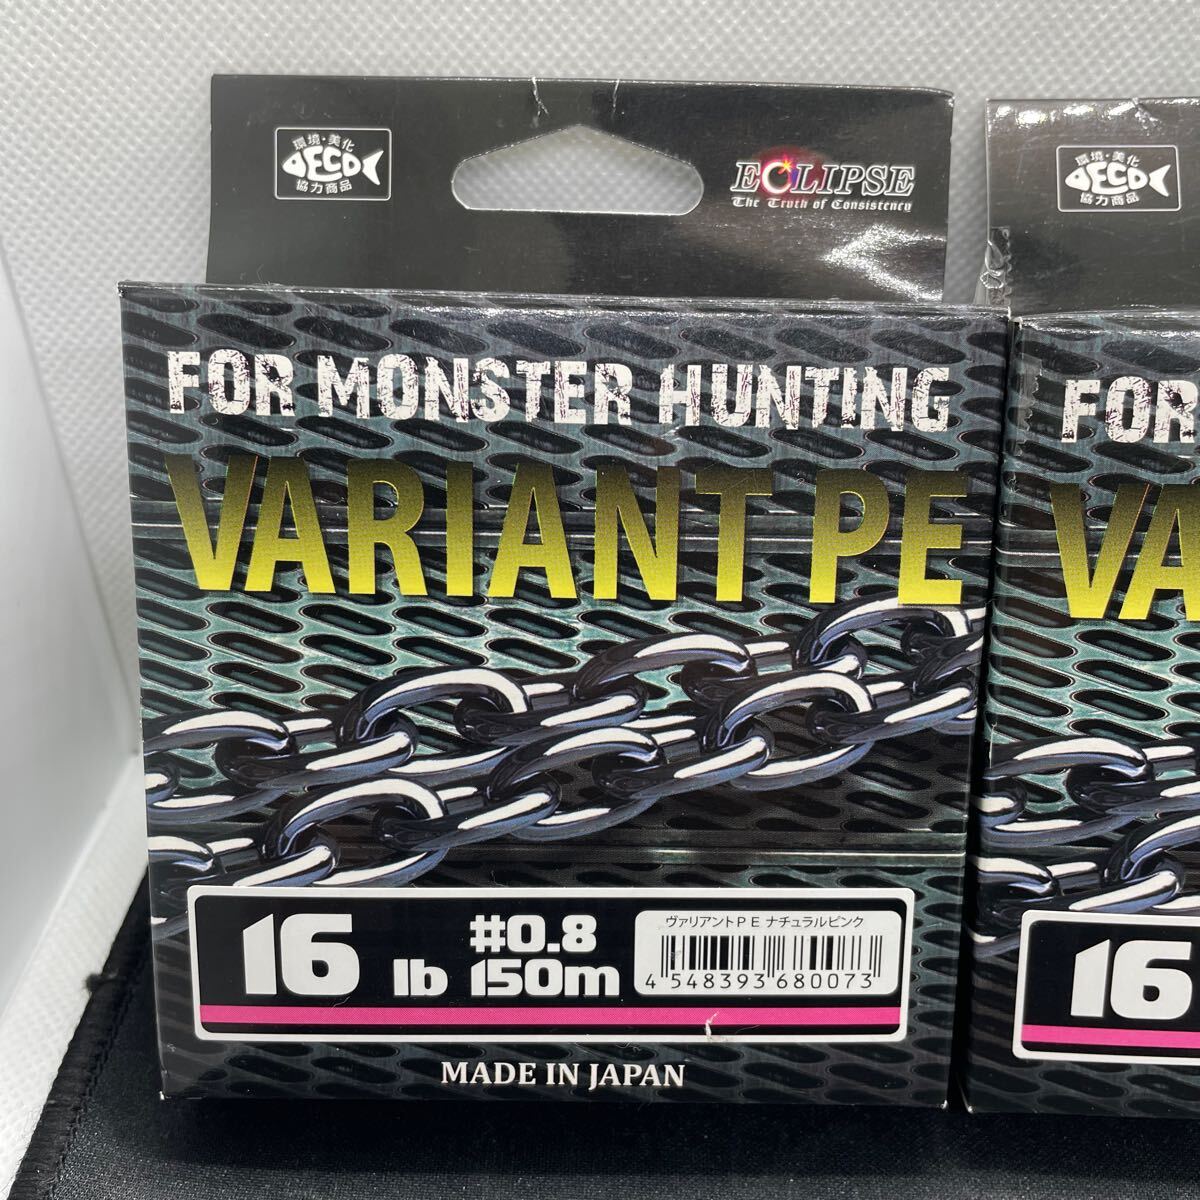 環境・美化
ECO
協力商品
ECLIPSE
The Truth of Consistency
FOR MONSTER HUNTING
VARIANT PE
16 lb
#0.8
150m
ヴァリアントPE ナチュラルピンク
4 548393 680073
MADE IN JAPAN
環境・美化
ECO
協力商品
FOR
VA
16